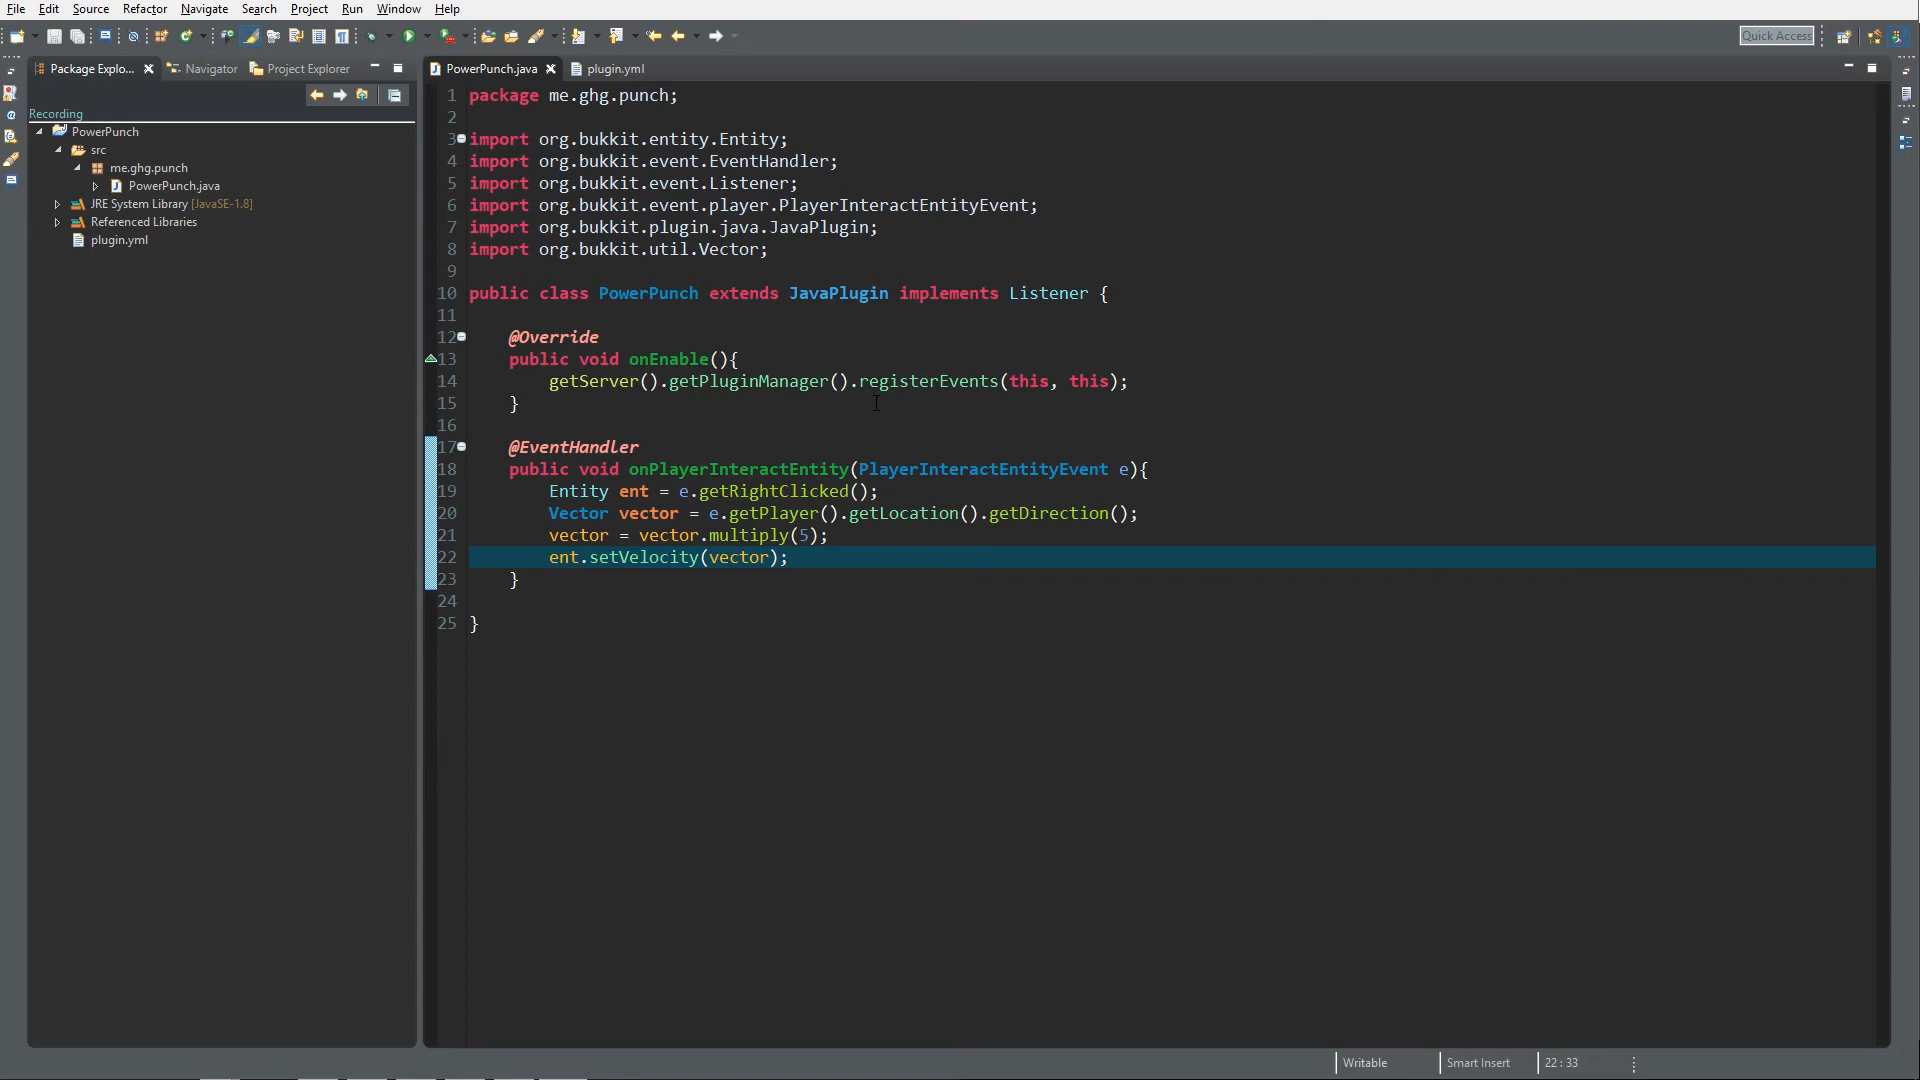 File Edit Source Refactor Navigate Search Project Run Window Help
Quick Access
Package Explo... Navigator Project Explorer
PowerPunch.java plugin.yml
Recording
PowerPunch
src
me.ghg.punch
PowerPunch.java
JRE System Library [JavaSE-1.8]
Referenced Libraries
plugin.yml
1 package me.ghg.punch;
2
3 import org.bukkit.entity.Entity;
4 import org.bukkit.event.EventHandler;
5 import org.bukkit.event.Listener;
6 import org.bukkit.event.player.PlayerInteractEntityEvent;
7 import org.bukkit.plugin.java.JavaPlugin;
8 import org.bukkit.util.Vector;
9
10 public class PowerPunch extends JavaPlugin implements Listener {
11
12 @Override
13 public void onEnable(){
14 getServer().getPluginManager().registerEvents(this, this);
15 }
16
17 @EventHandler
18 public void onPlayerInteractEntity(PlayerInteractEntityEvent e){
19 Entity ent = e.getRightClicked();
20 Vector vector = e.getPlayer().getLocation().getDirection();
21 vector = vector.multiply(5);
22 ent.setVelocity(vector);
23 }
24
25 }
Writable Smart Insert 22 : 33